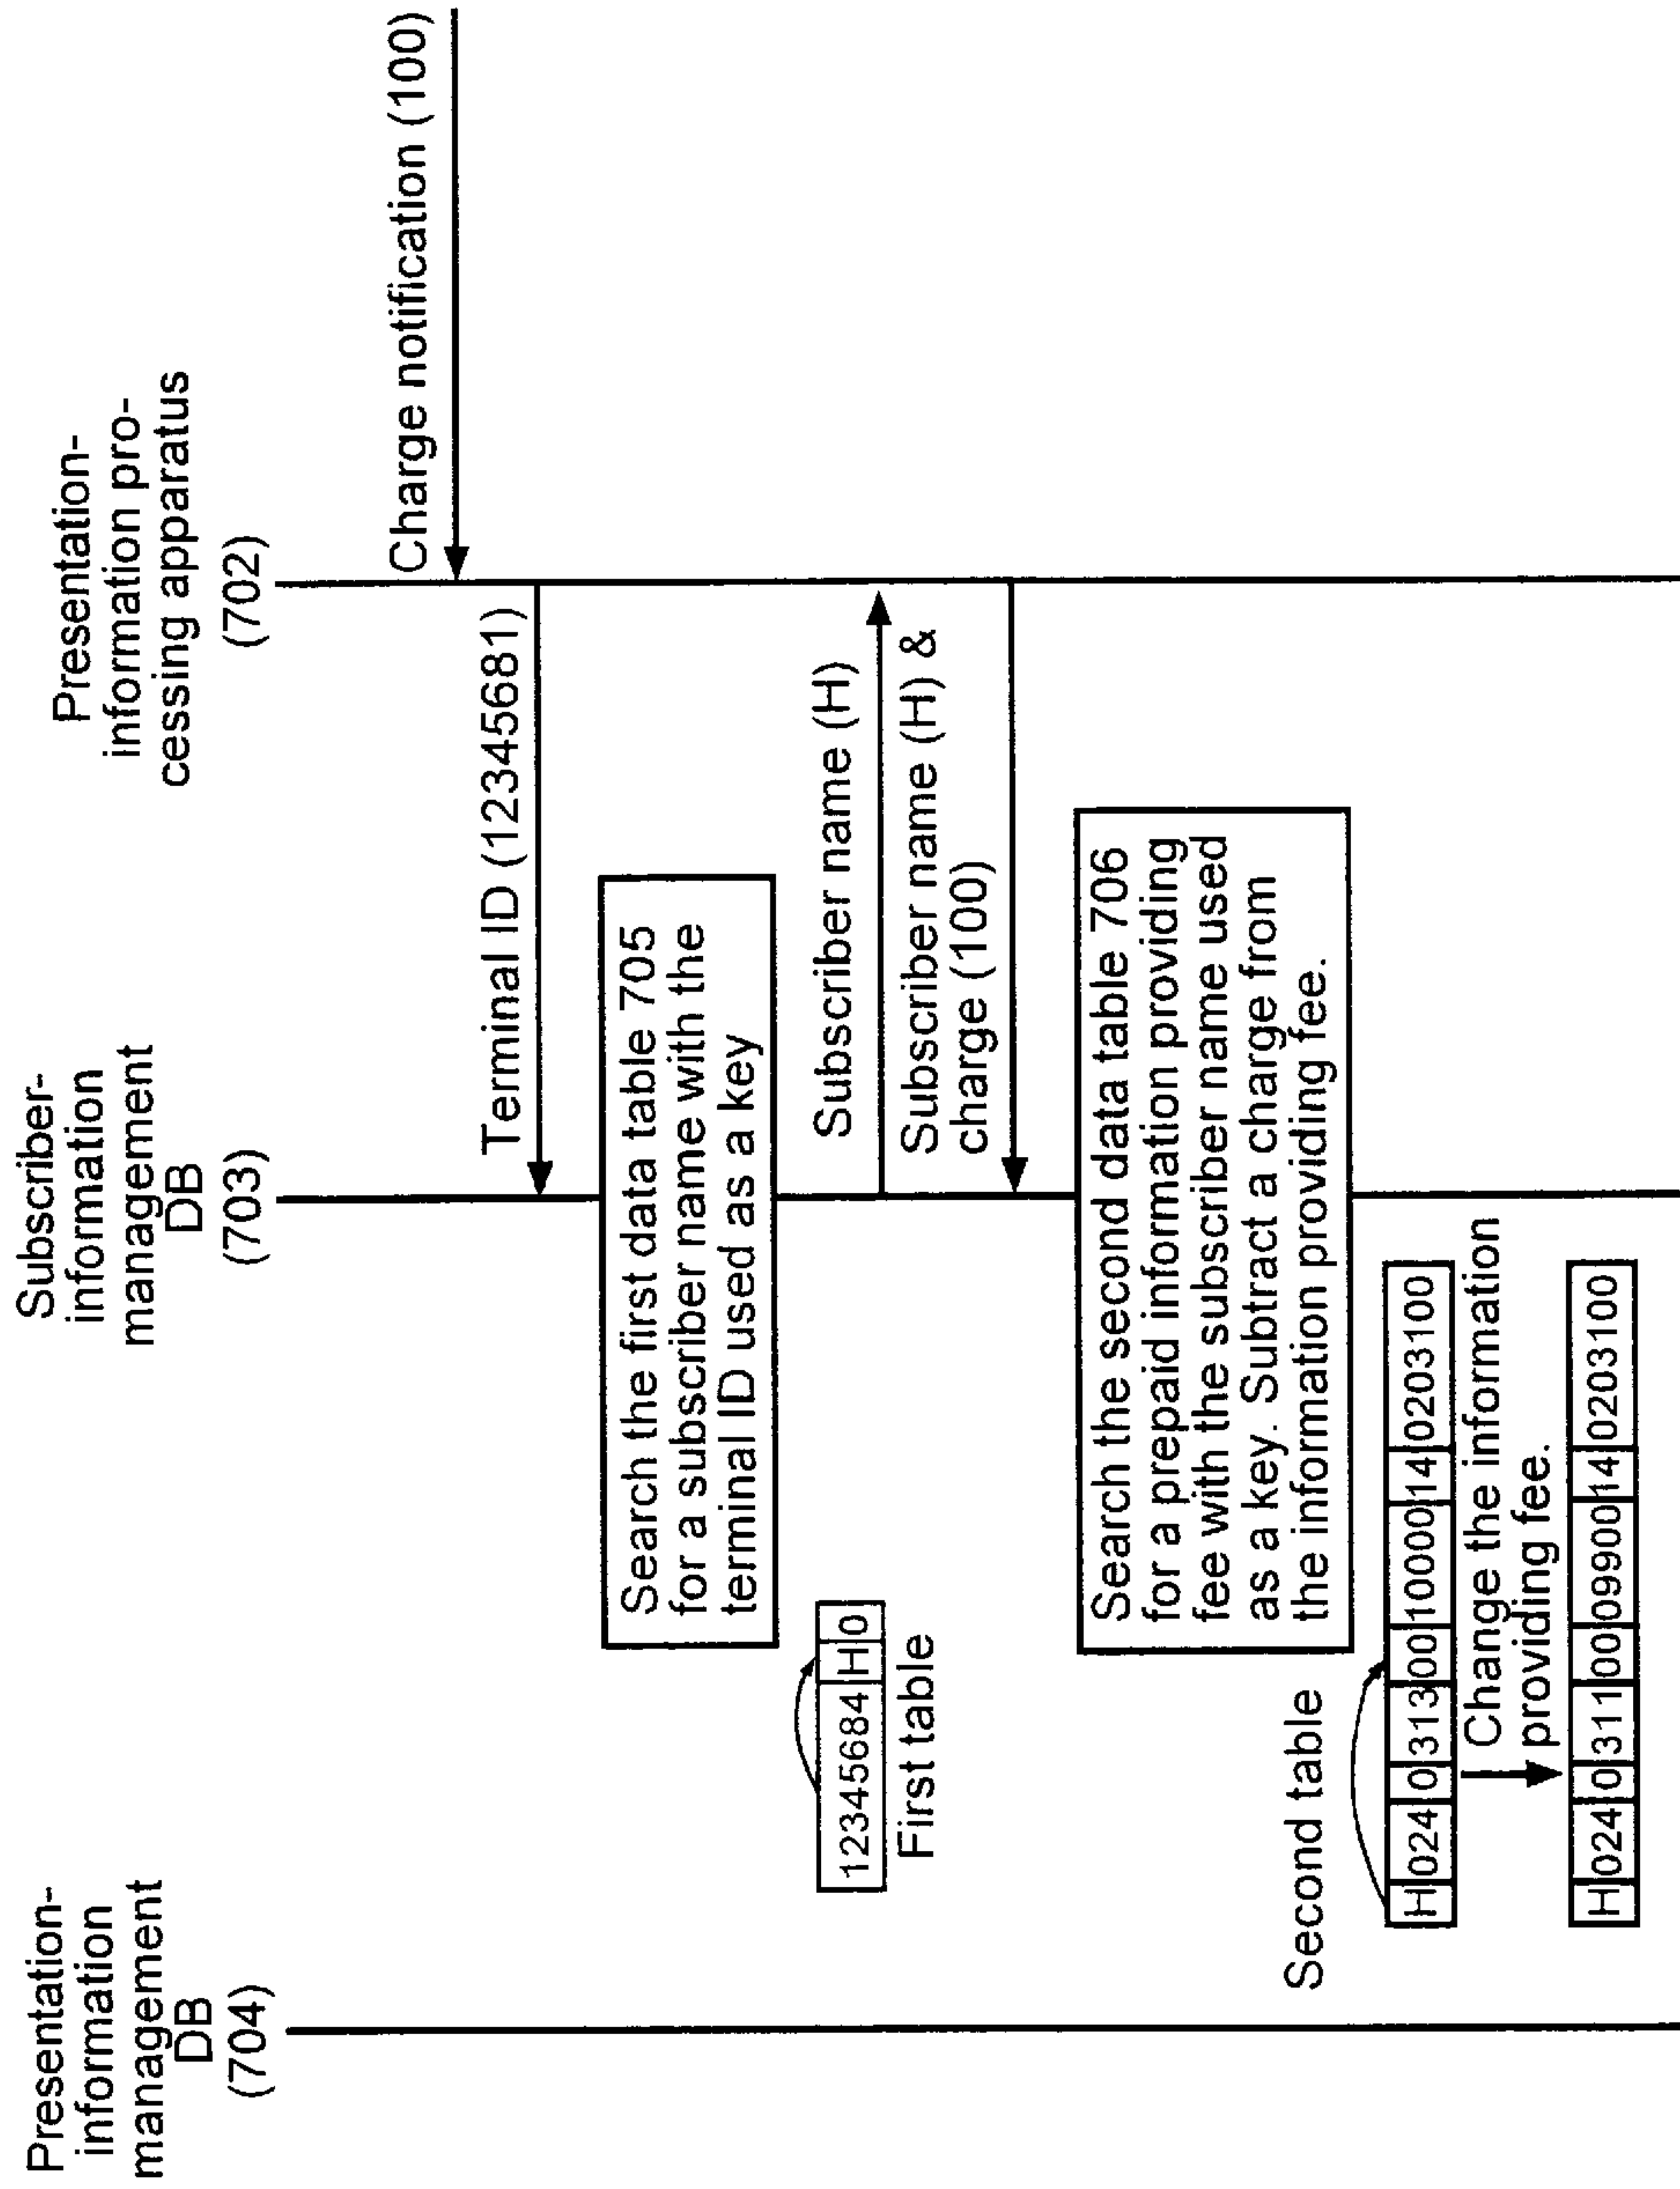 Presentation-
information
management
DB
(704)
Subscriber-
information
management
DB
(703)
Presentation-
information pro-
cessing apparatus
(702)
Charge notification (100)
Terminal ID (12345681)
Search the first data table 705
for a subscriber name with the
terminal ID used as a key
12345684 H 0
First table
Subscriber name (H)
Subscriber name (H) &
charge (100)
Search the second data table 706
for a prepaid information providing
fee with the subscriber name used
as a key. Subtract a charge from
the information providing fee.
Second table
H 024 0 313 00 10000 14 0203100
Change the information
providing fee.
H 024 0 311 00 09900 14 0203100